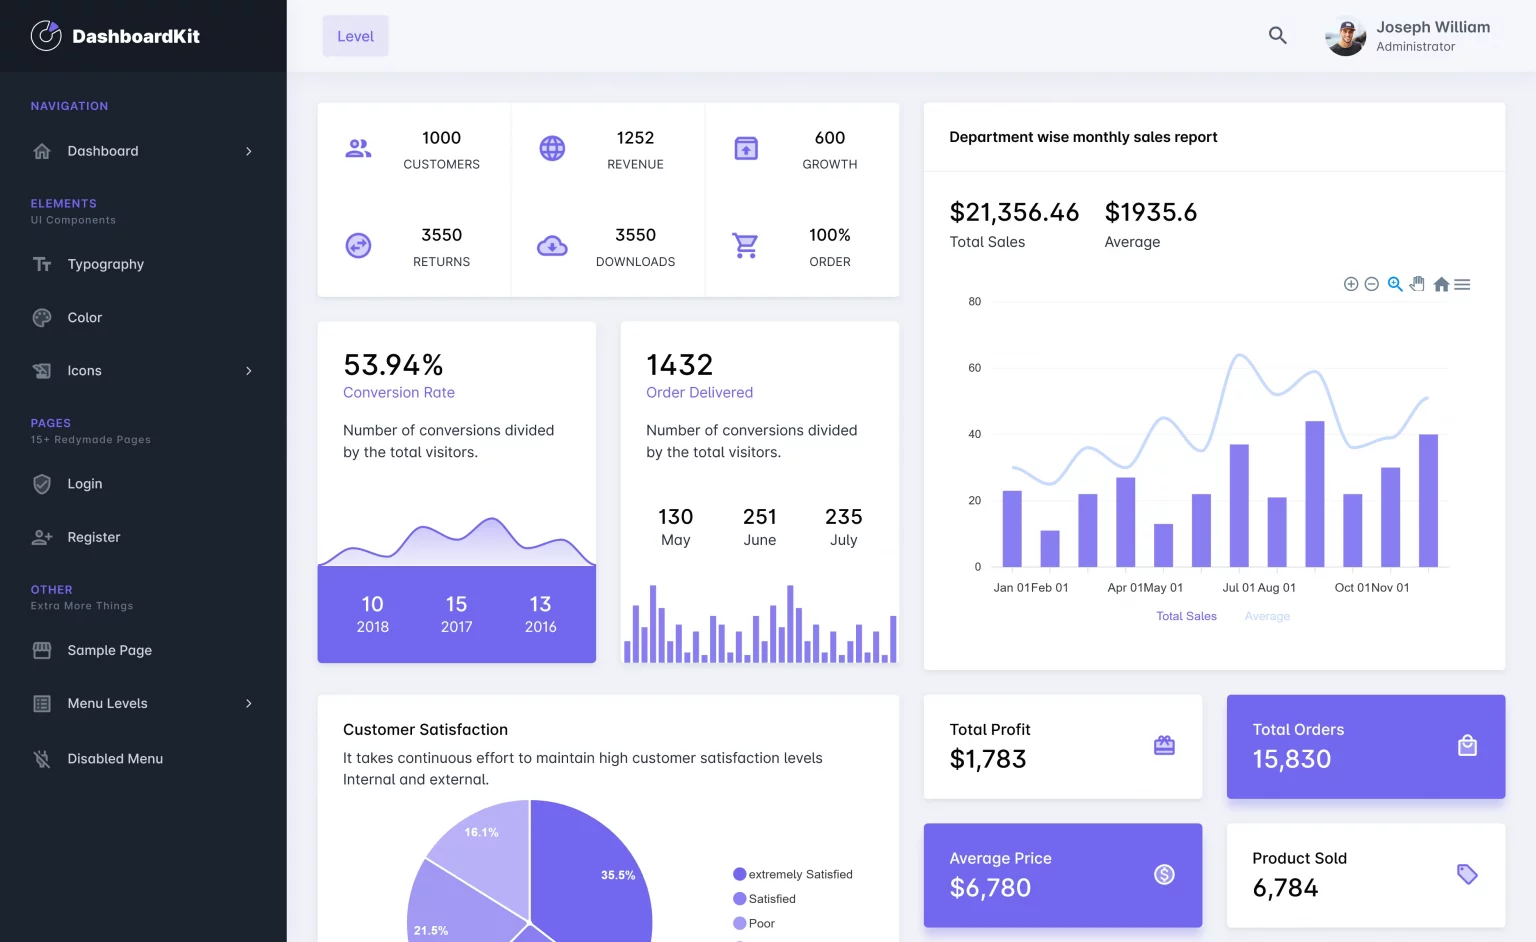 DashboardKit
NAVIGATION
Dashboard
ELEMENTS
UI Components
Typography
Color
Icons
PAGES
15+ Redymade Pages
Login
Register
OTHER
Extra More Things
Sample Page
Menu Levels
Disabled Menu
Level
Joseph William
Administrator
1000
CUSTOMERS
1252
REVENUE
600
GROWTH
3550
RETURNS
3550
DOWNLOADS
100%
ORDER
53.94%
Conversion Rate
Number of conversions divided
by the total visitors.
10 15 13
2018 2017 2016
1432
Order Delivered
Number of conversions divided
by the total visitors.
130 251 235
May June July
Department wise monthly sales report
$21,356.46 $1935.6
Total Sales Average
80
60
40
20
0
Jan 01 Feb 01 Apr 01 May 01 Jul 01 Aug 01 Oct 01 Nov 01
Total Sales Average
Customer Satisfaction
It takes continuous effort to maintain high customer satisfaction levels
Internal and external.
16.1%
35.5%
21.5%
extremely Satisfied
Satisfied
Poor
Total Profit
$1,783
Total Orders
15,830
Average Price
$6,780
Product Sold
6,784